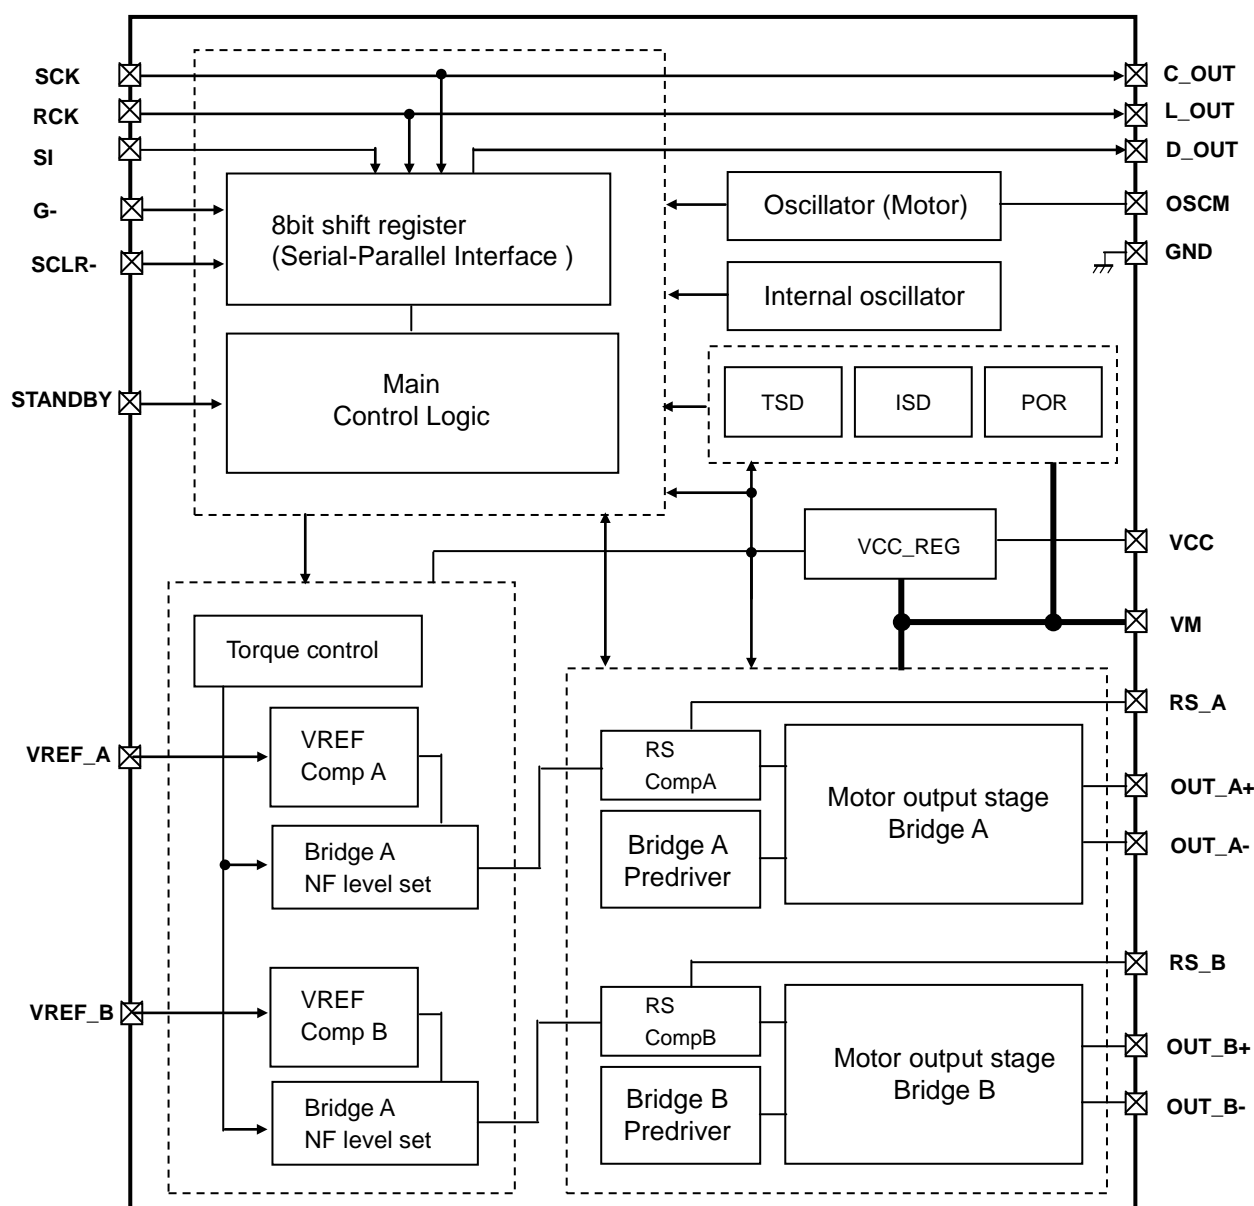 SCK
C_OUT
RCK
L_OUT
SI
D_OUT
G-
8bit shift register
(Serial-Parallel Interface )
Oscillator (Motor)
OSCM
SCLR-
GND
Internal oscillator
STANDBY
Main
Control Logic
TSD
ISD
POR
VCC_REG
VCC
VM
Torque control
RS_A
VREF_A
VREF
Comp A
RS
CompA
Motor output stage
Bridge A
OUT_A+
Bridge A
NF level set
Bridge A
Predriver
OUT_A-
RS_B
VREF_B
VREF
Comp B
RS
CompB
Motor output stage
Bridge B
OUT_B+
Bridge A
NF level set
Bridge B
Predriver
OUT_B-